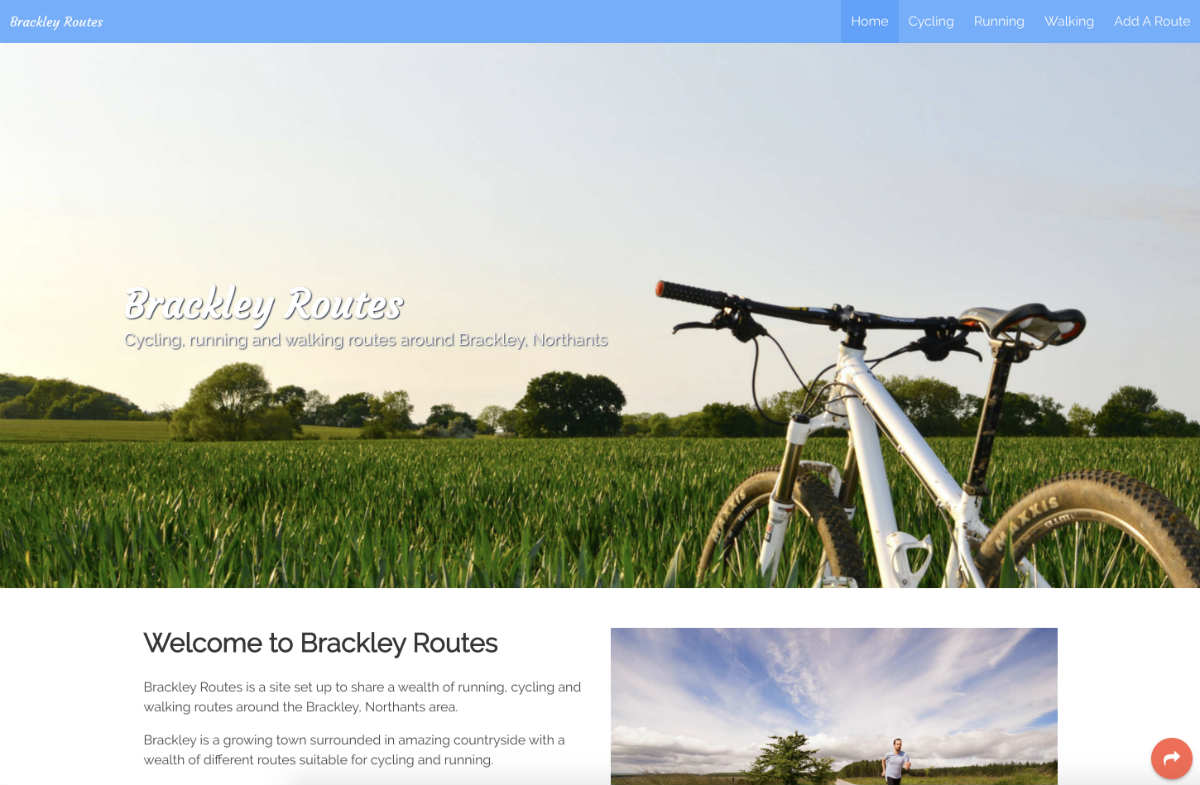 Brackley Routes
Home Cycling Running Walking Add A Route
Brackley Routes
Cycling, running and walking routes around Brackley, Northants
MAXXIS
MAXXIS
Welcome to Brackley Routes
Brackley Routes is a site set up to share a wealth of running, cycling and
walking routes around the Brackley, Northants area.
Brackley is a growing town surrounded in amazing countryside with a
wealth of different routes suitable for cycling and running.